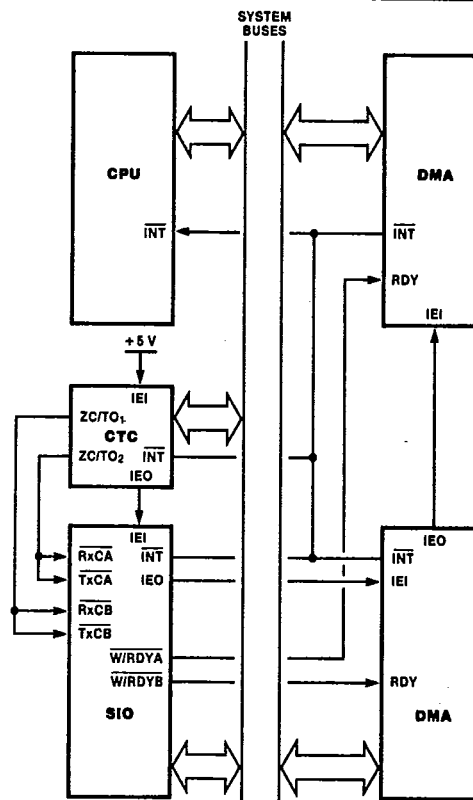 SYSTEM
BUSES
CPU
INT
DMA
INT
RDY
IEI
+5 V
IEI
ZC/TO1
CTC
ZC/TO2
INT
IEO
IEI
RxCA
INT
TxCA
IEO
RxCB
TxCB
W/RDYA
W/RDYB
SIO
IEO
INT
IEI
RDY
DMA